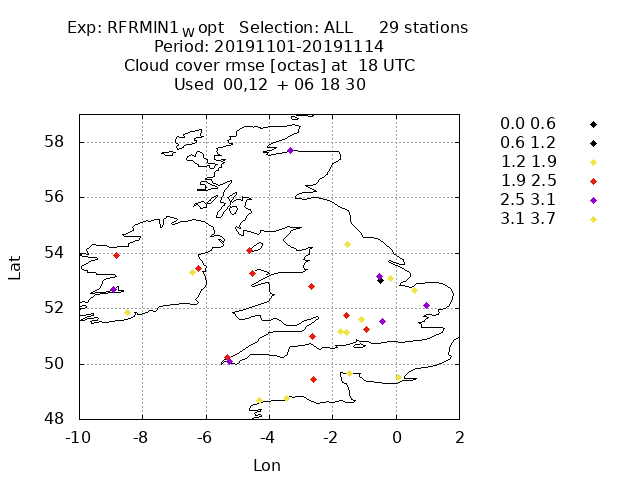 Exp: RFRMIN1wopt   Selection: ALL     29 stations
Period: 20191101-20191114
Cloud cover rmse [octas] at  18 UTC
Used  00,12  + 06 18 30
0.0 0.6
0.6 1.2
1.2 1.9
1.9 2.5
2.5 3.1
3.1 3.7
58
56
54
52
50
48
Lat
-10 -8 -6 -4 -2 0 2
Lon